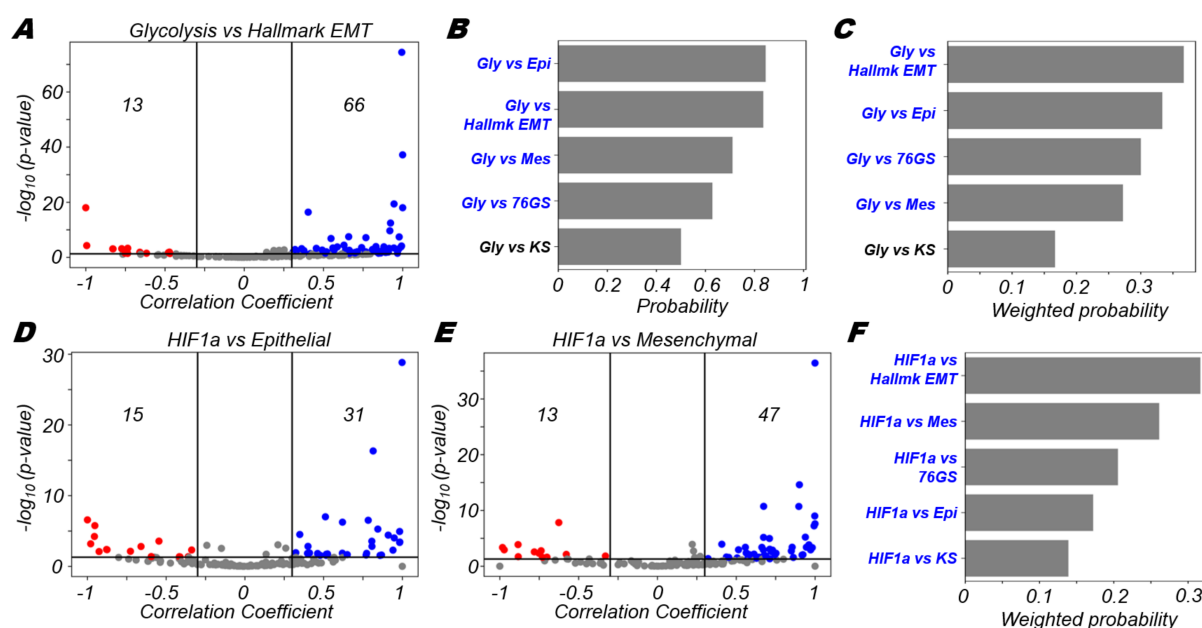 A
Glycolysis vs Hallmark EMT
-log10 (p-value)
60
40
20
0
13
66
-1
-0.5
0
0.5
1
Correlation Coefficient
B
Gly vs Epi
Gly vs
Hallmk EMT
Gly vs Mes
Gly vs 76GS
Gly vs KS
0
0.2
0.4
0.6
0.8
1
Probability
C
Gly vs
Hallmk EMT
Gly vs Epi
Gly vs 76GS
Gly vs Mes
Gly vs KS
0
0.1
0.2
0.3
Weighted probability
D
HIF1a vs Epithelial
-log10 (p-value)
30
20
10
0
15
31
-1
-0.5
0
0.5
1
Correlation Coefficient
E
HIF1a vs Mesenchymal
-log10 (p-value)
30
20
10
0
13
47
-1
-0.5
0
0.5
1
Correlation Coefficient
F
HIF1a vs
Hallmk EMT
HIF1a vs Mes
HIF1a vs
76GS
HIF1a vs Epi
HIF1a vs KS
0
0.1
0.2
0.3
Weighted probability